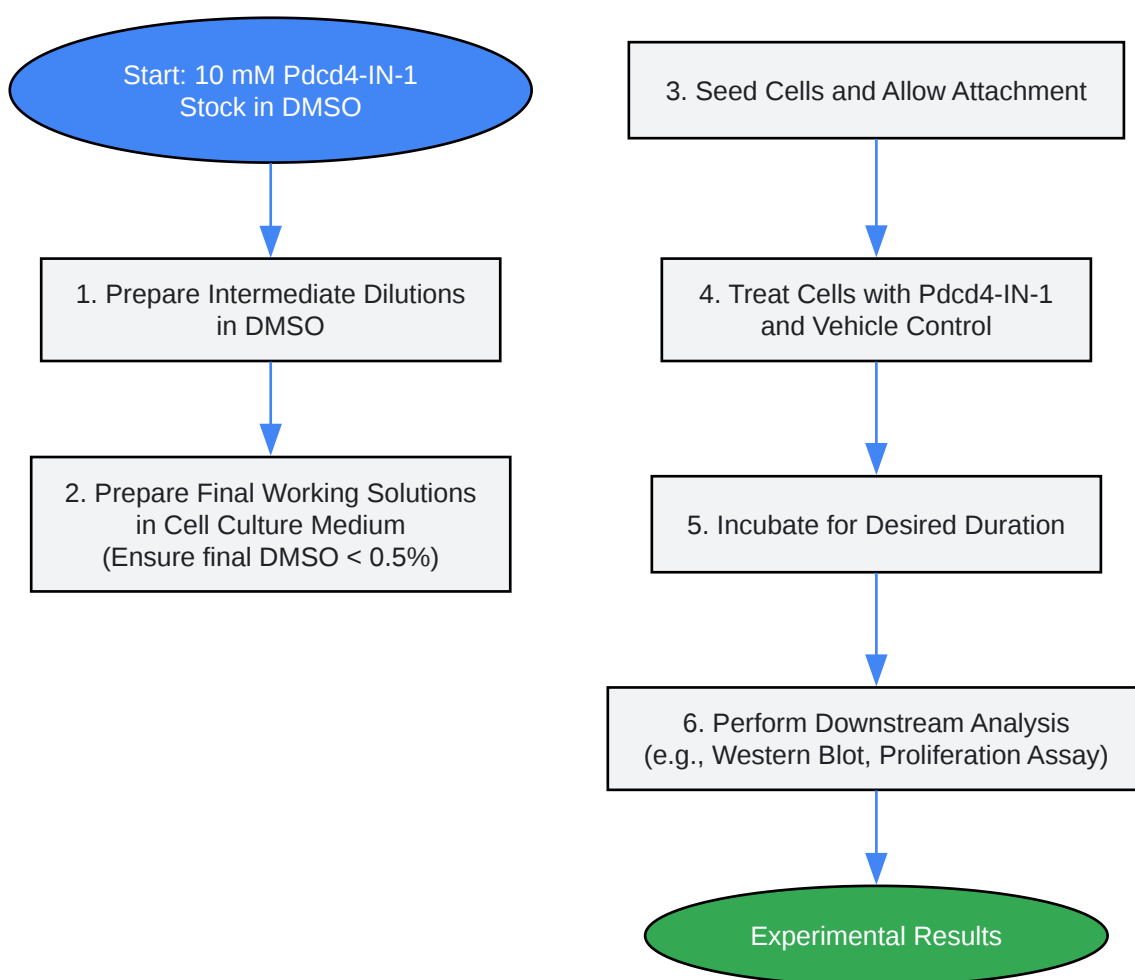 Start: 10 mM Pdcd4-IN-1
Stock in DMSO
1. Prepare Intermediate Dilutions
in DMSO
2. Prepare Final Working Solutions
in Cell Culture Medium
(Ensure final DMSO < 0.5%)
3. Seed Cells and Allow Attachment
4. Treat Cells with Pdcd4-IN-1
and Vehicle Control
5. Incubate for Desired Duration
6. Perform Downstream Analysis
(e.g., Western Blot, Proliferation Assay)
Experimental Results